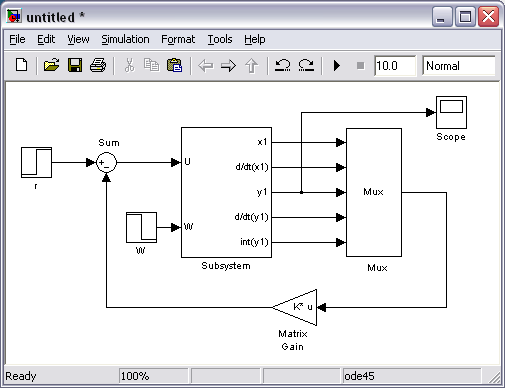 untitled *
File Edit View Simulation Format Tools Help
10.0 Normal
Scope
Sum
r
U
W
W
x1
d/dt(x1)
y1
d/dt(y1)
int(y1)
Subsystem
Mux
Mux
K* u
Matrix
Gain
Ready 100% ode45